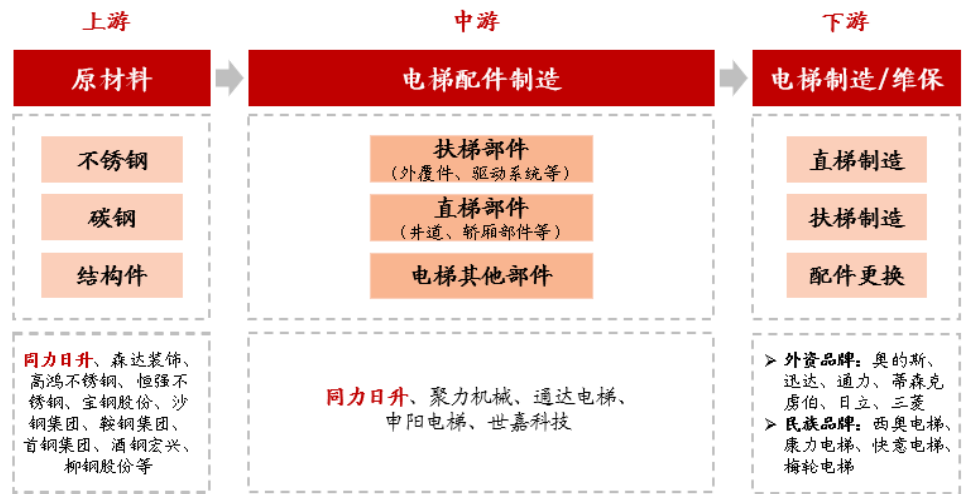 上游
中游
下游
原材料
电梯配件制造
电梯制造/维保
不锈钢
碳钢
结构件
扶梯部件
（外覆件、驱动系统等）
直梯部件
（井道、轿厢部件等）
电梯其他部件
直梯制造
扶梯制造
配件更换
同力日升、森达装饰、
高鸿不锈钢、恒强不
锈钢、宝钢股份、沙
钢集团、鞍钢集团、
首钢集团、酒钢宏兴、
柳钢股份等
同力日升、聚力机械、通达电梯、
申阳电梯、世嘉科技
➤ 外资品牌：奥的斯、
迅达、通力、蒂森克
虏伯、日立、三菱
➤ 民族品牌：西奥电梯、
康力电梯、快意电梯、
梅轮电梯